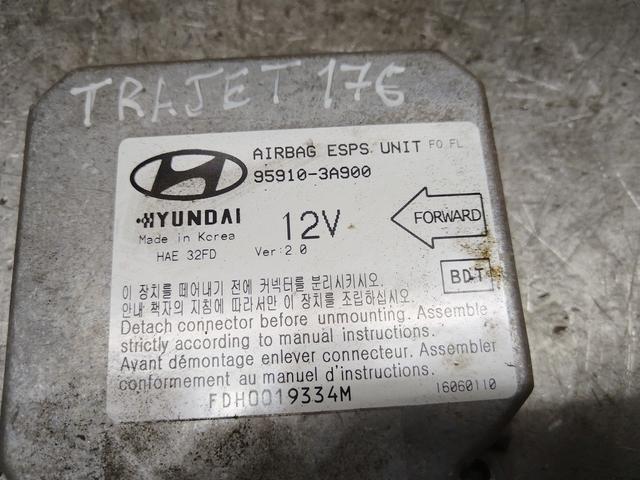 TRAJET 176
AIRBAG ESPS. UNIT FO FL
95910-3A900
HYUNDAI
12V
FORWARD
Made in Korea
HAE 32FD
Ver:2.0
BDT
이 장치를 떼어내기 전에 커넥터를 분리시키시오.
안내 책자의 지침에 따라서만 이 장치를 조립하십시오.
Detach connector before unmounting. Assemble
strictly according to manual instructions.
Avant démontage enlever connecteur. Assembler
conformement au manuel d'instructions.
FDH0019334M
16060110